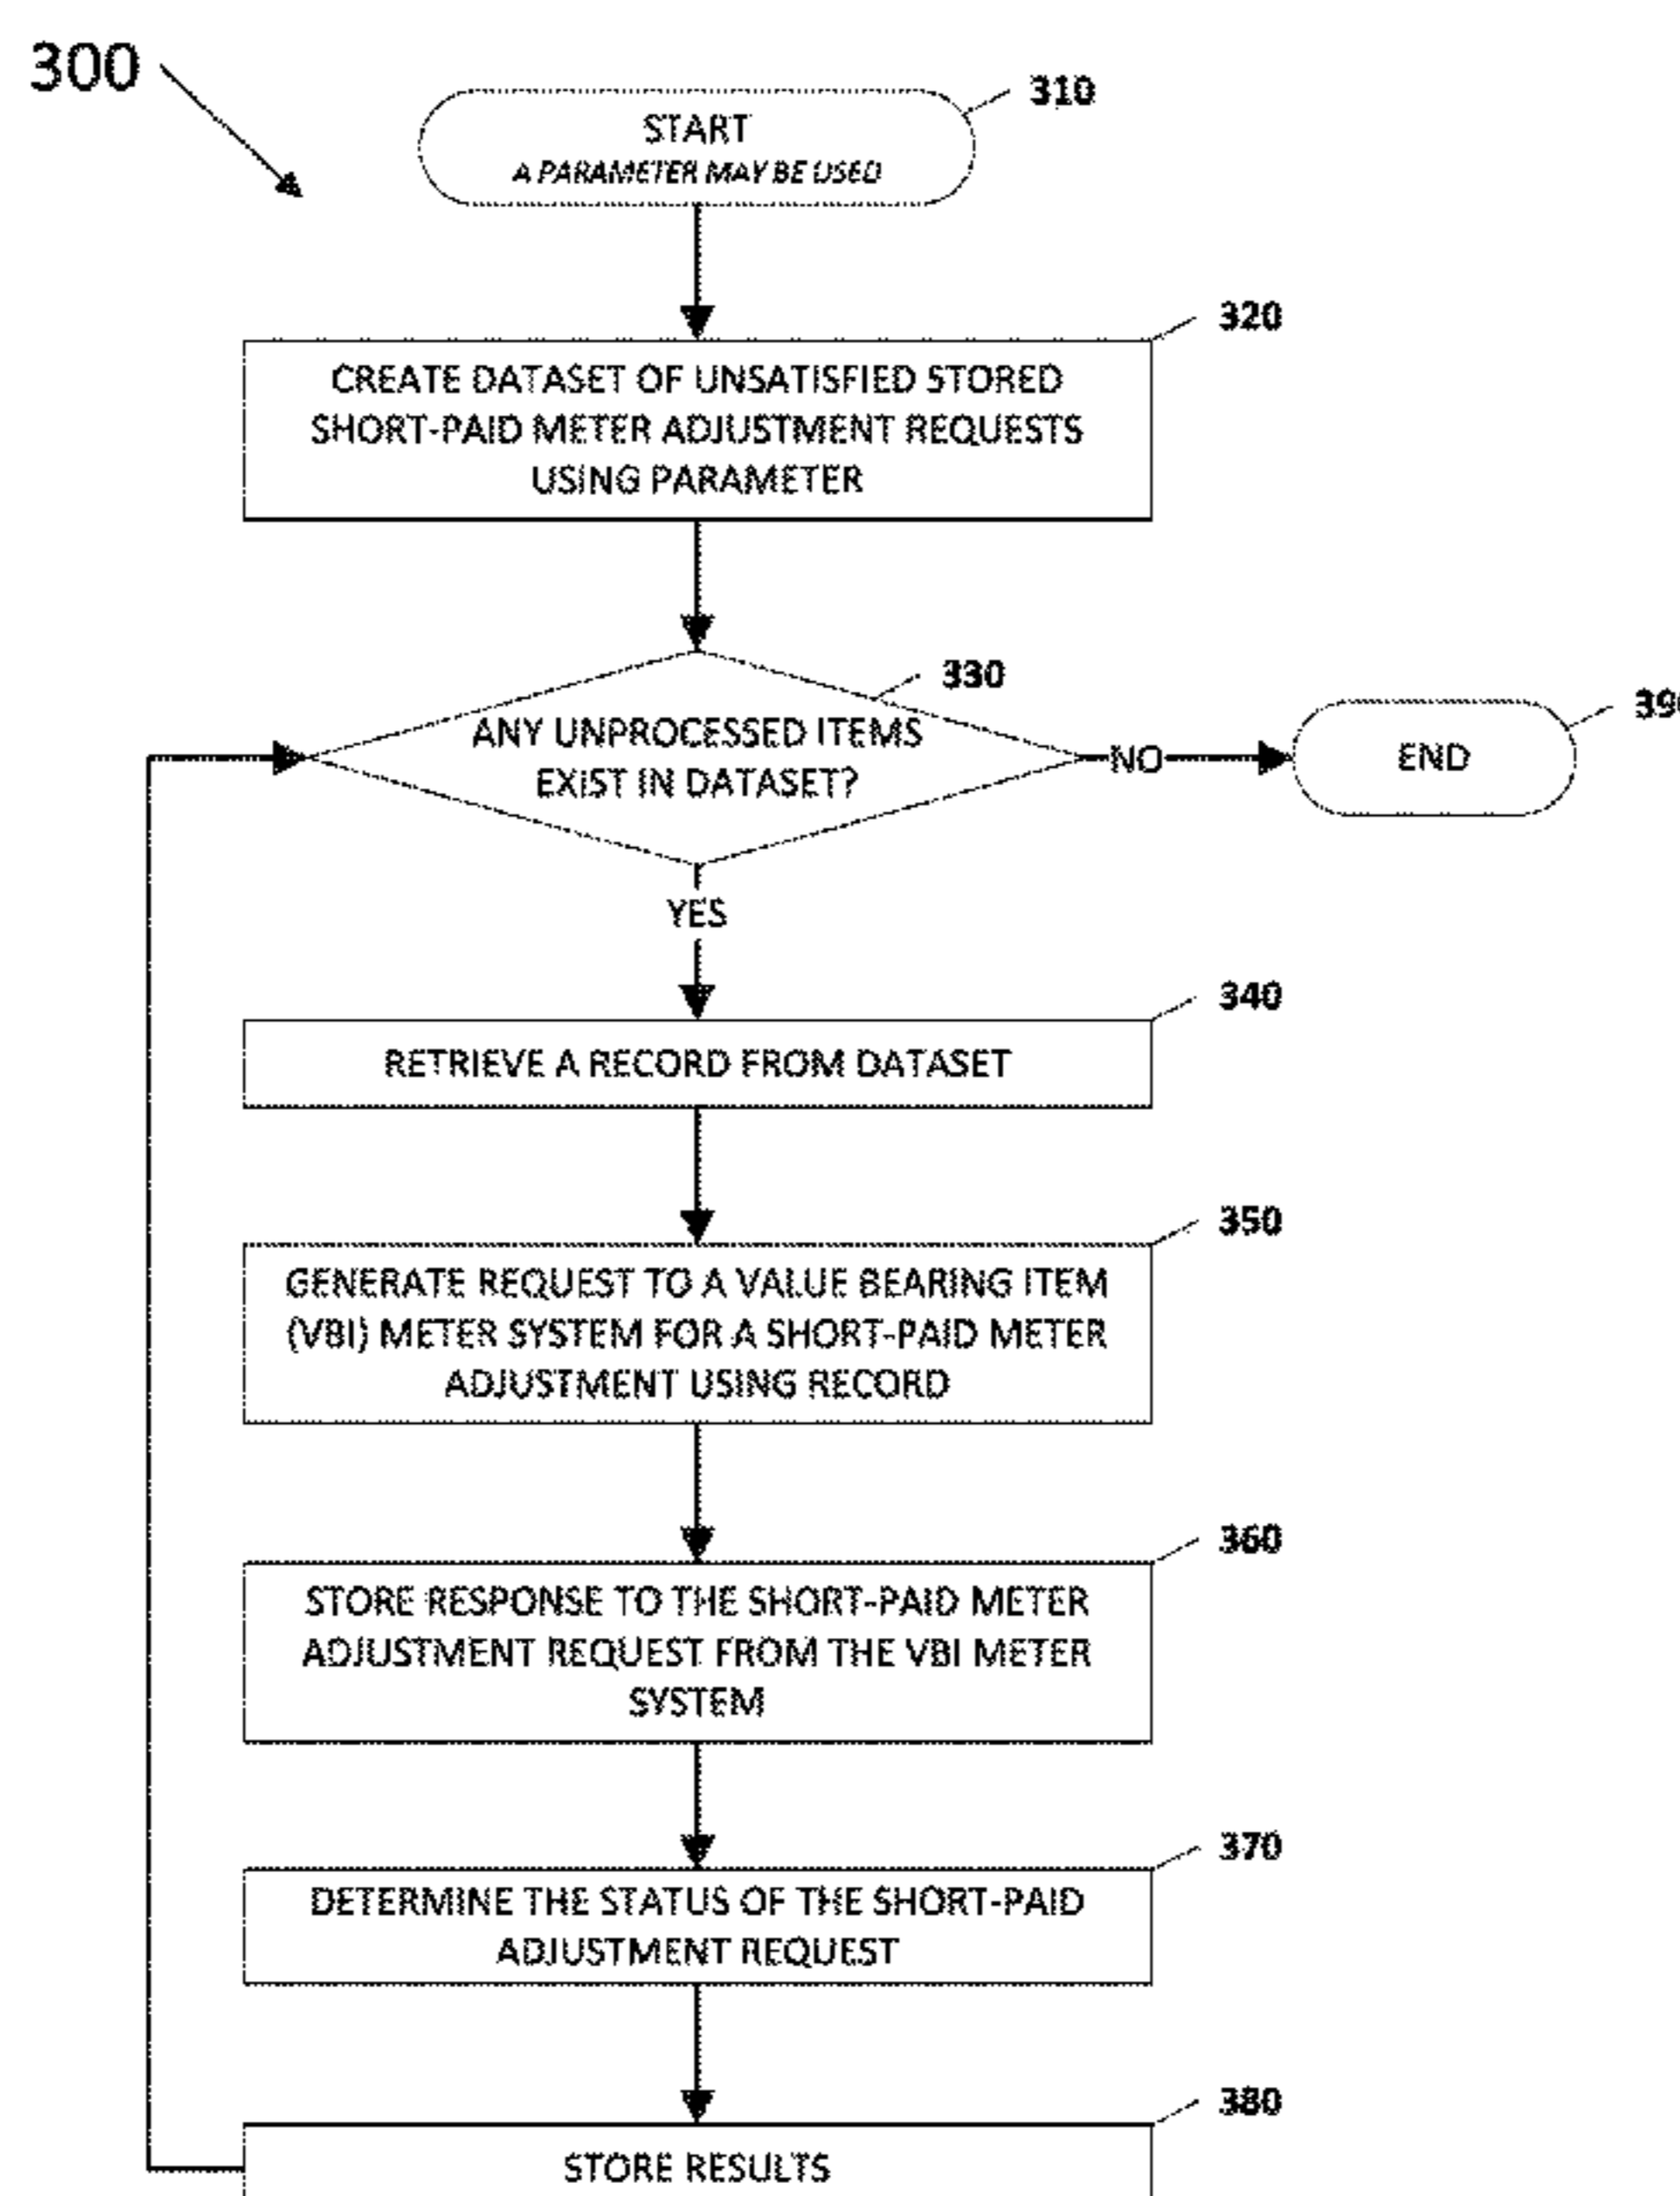 300
310
START
A PARAMETER MAY BE USED
320
CREATE DATASET OF UNSATISFIED STORED
SHORT-PAID METER ADJUSTMENT REQUESTS
USING PARAMETER
330
ANY UNPROCESSED ITEMS
EXIST IN DATASET?
NO
END
390
YES
340
RETRIEVE A RECORD FROM DATASET
350
GENERATE REQUEST TO A VALUE BEARING ITEM
(VBI) METER SYSTEM FOR A SHORT-PAID METER
ADJUSTMENT USING RECORD
360
STORE RESPONSE TO THE SHORT-PAID METER
ADJUSTMENT REQUEST FROM THE VBI METER
SYSTEM
370
DETERMINE THE STATUS OF THE SHORT-PAID
ADJUSTMENT REQUEST
380
STORE RESULTS